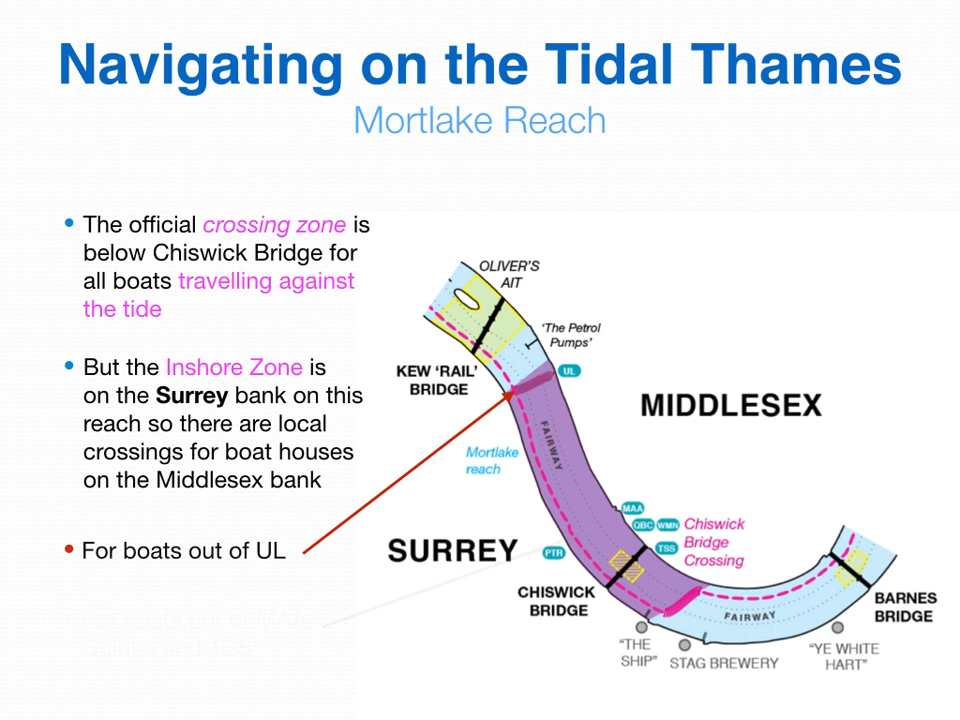 Navigating on the Tidal Thames
Mortlake Reach
• The official crossing zone is
below Chiswick Bridge for
all boats travelling against
the tide
• But the Inshore Zone is
on the Surrey bank on this
reach so there are local
crossings for boat houses
on the Middlesex bank
• For boats out of UL
OLIVER'S
AIT
'The Petrol
Pumps'
KEW 'RAIL'
BRIDGE
UL
MIDDLESEX
FAIRWAY
Mortlake
reach
MAA
QBC WMN
TSS
Chiswick
Bridge
Crossing
SURREY
PTR
CHISWICK
BRIDGE
FAIRWAY
BARNES
BRIDGE
"THE
SHIP"
STAG BREWERY
"YE WHITE
HART"